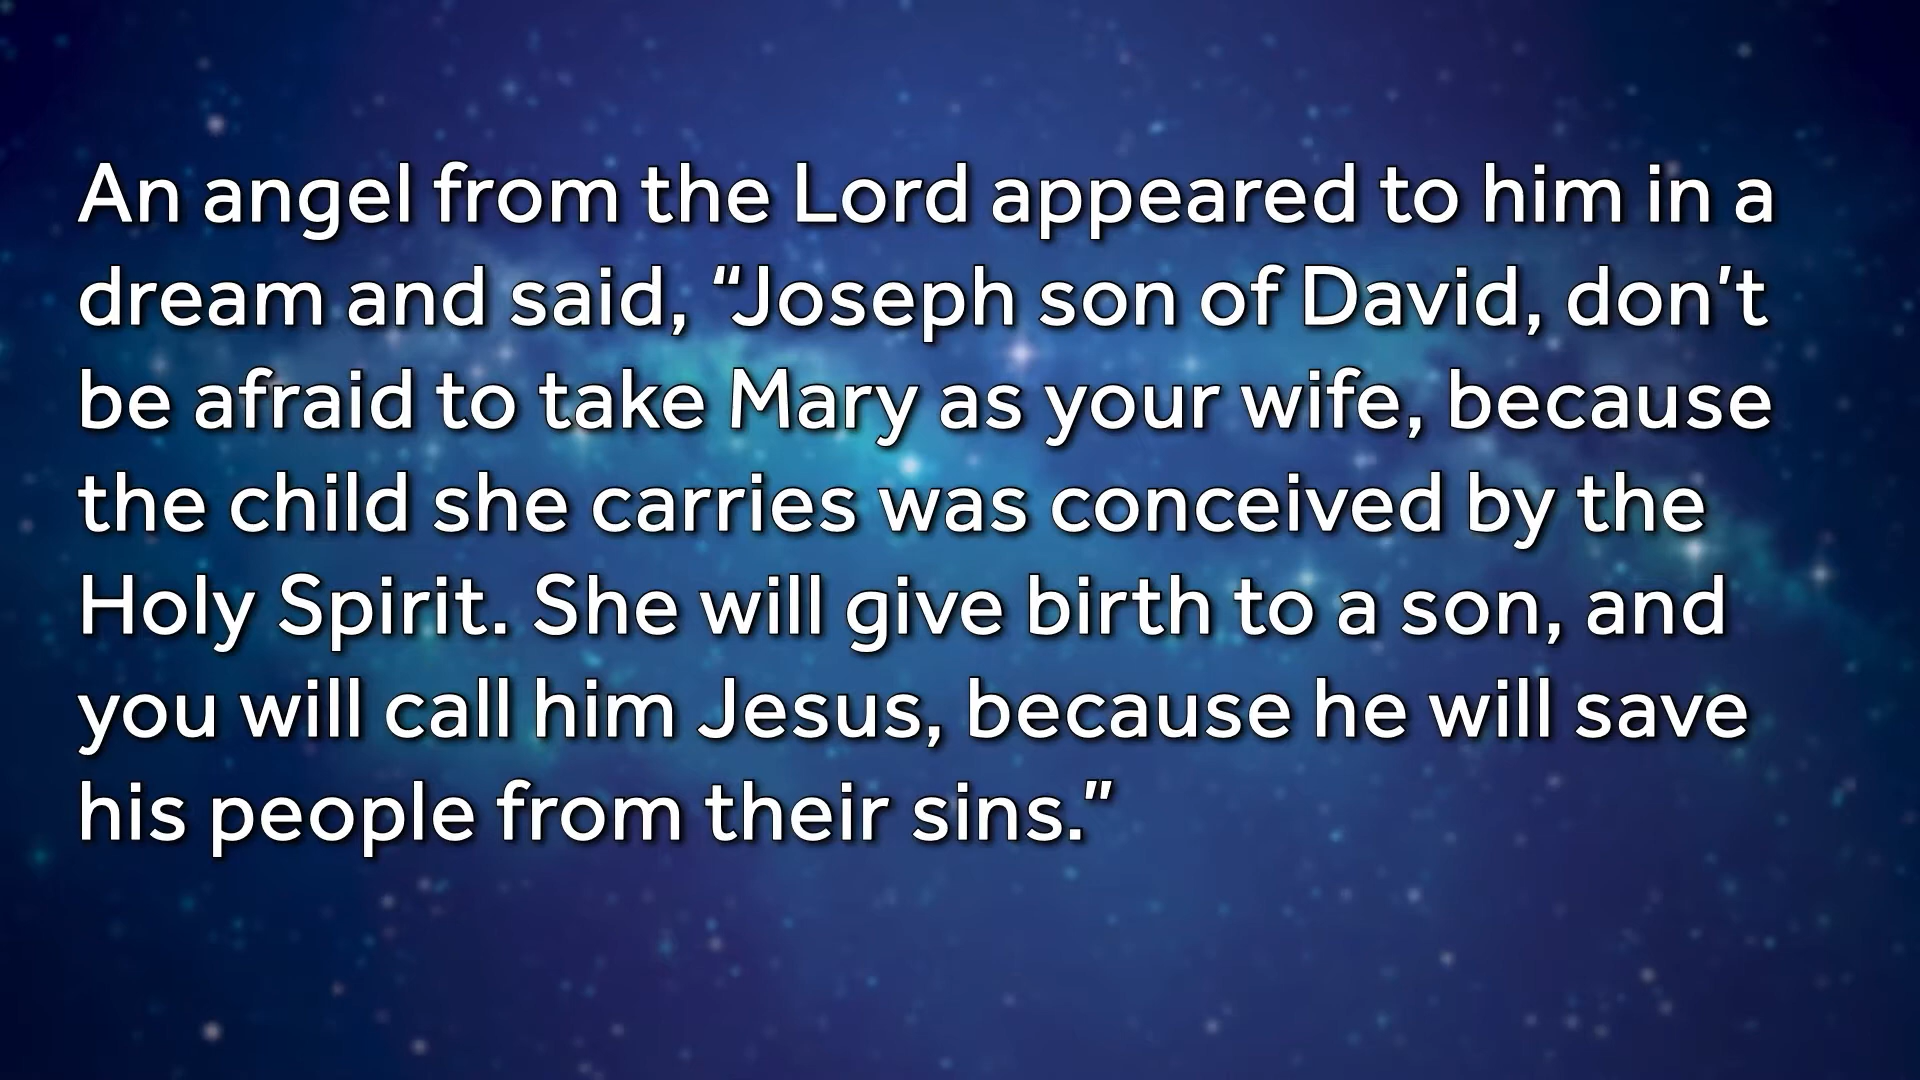 An angel from the Lord appeared to him in a
dream and said, “Joseph son of David, don’t
be afraid to take Mary as your wife, because
the child she carries was conceived by the
Holy Spirit. She will give birth to a son, and
you will call him Jesus, because he will save
his people from their sins.”